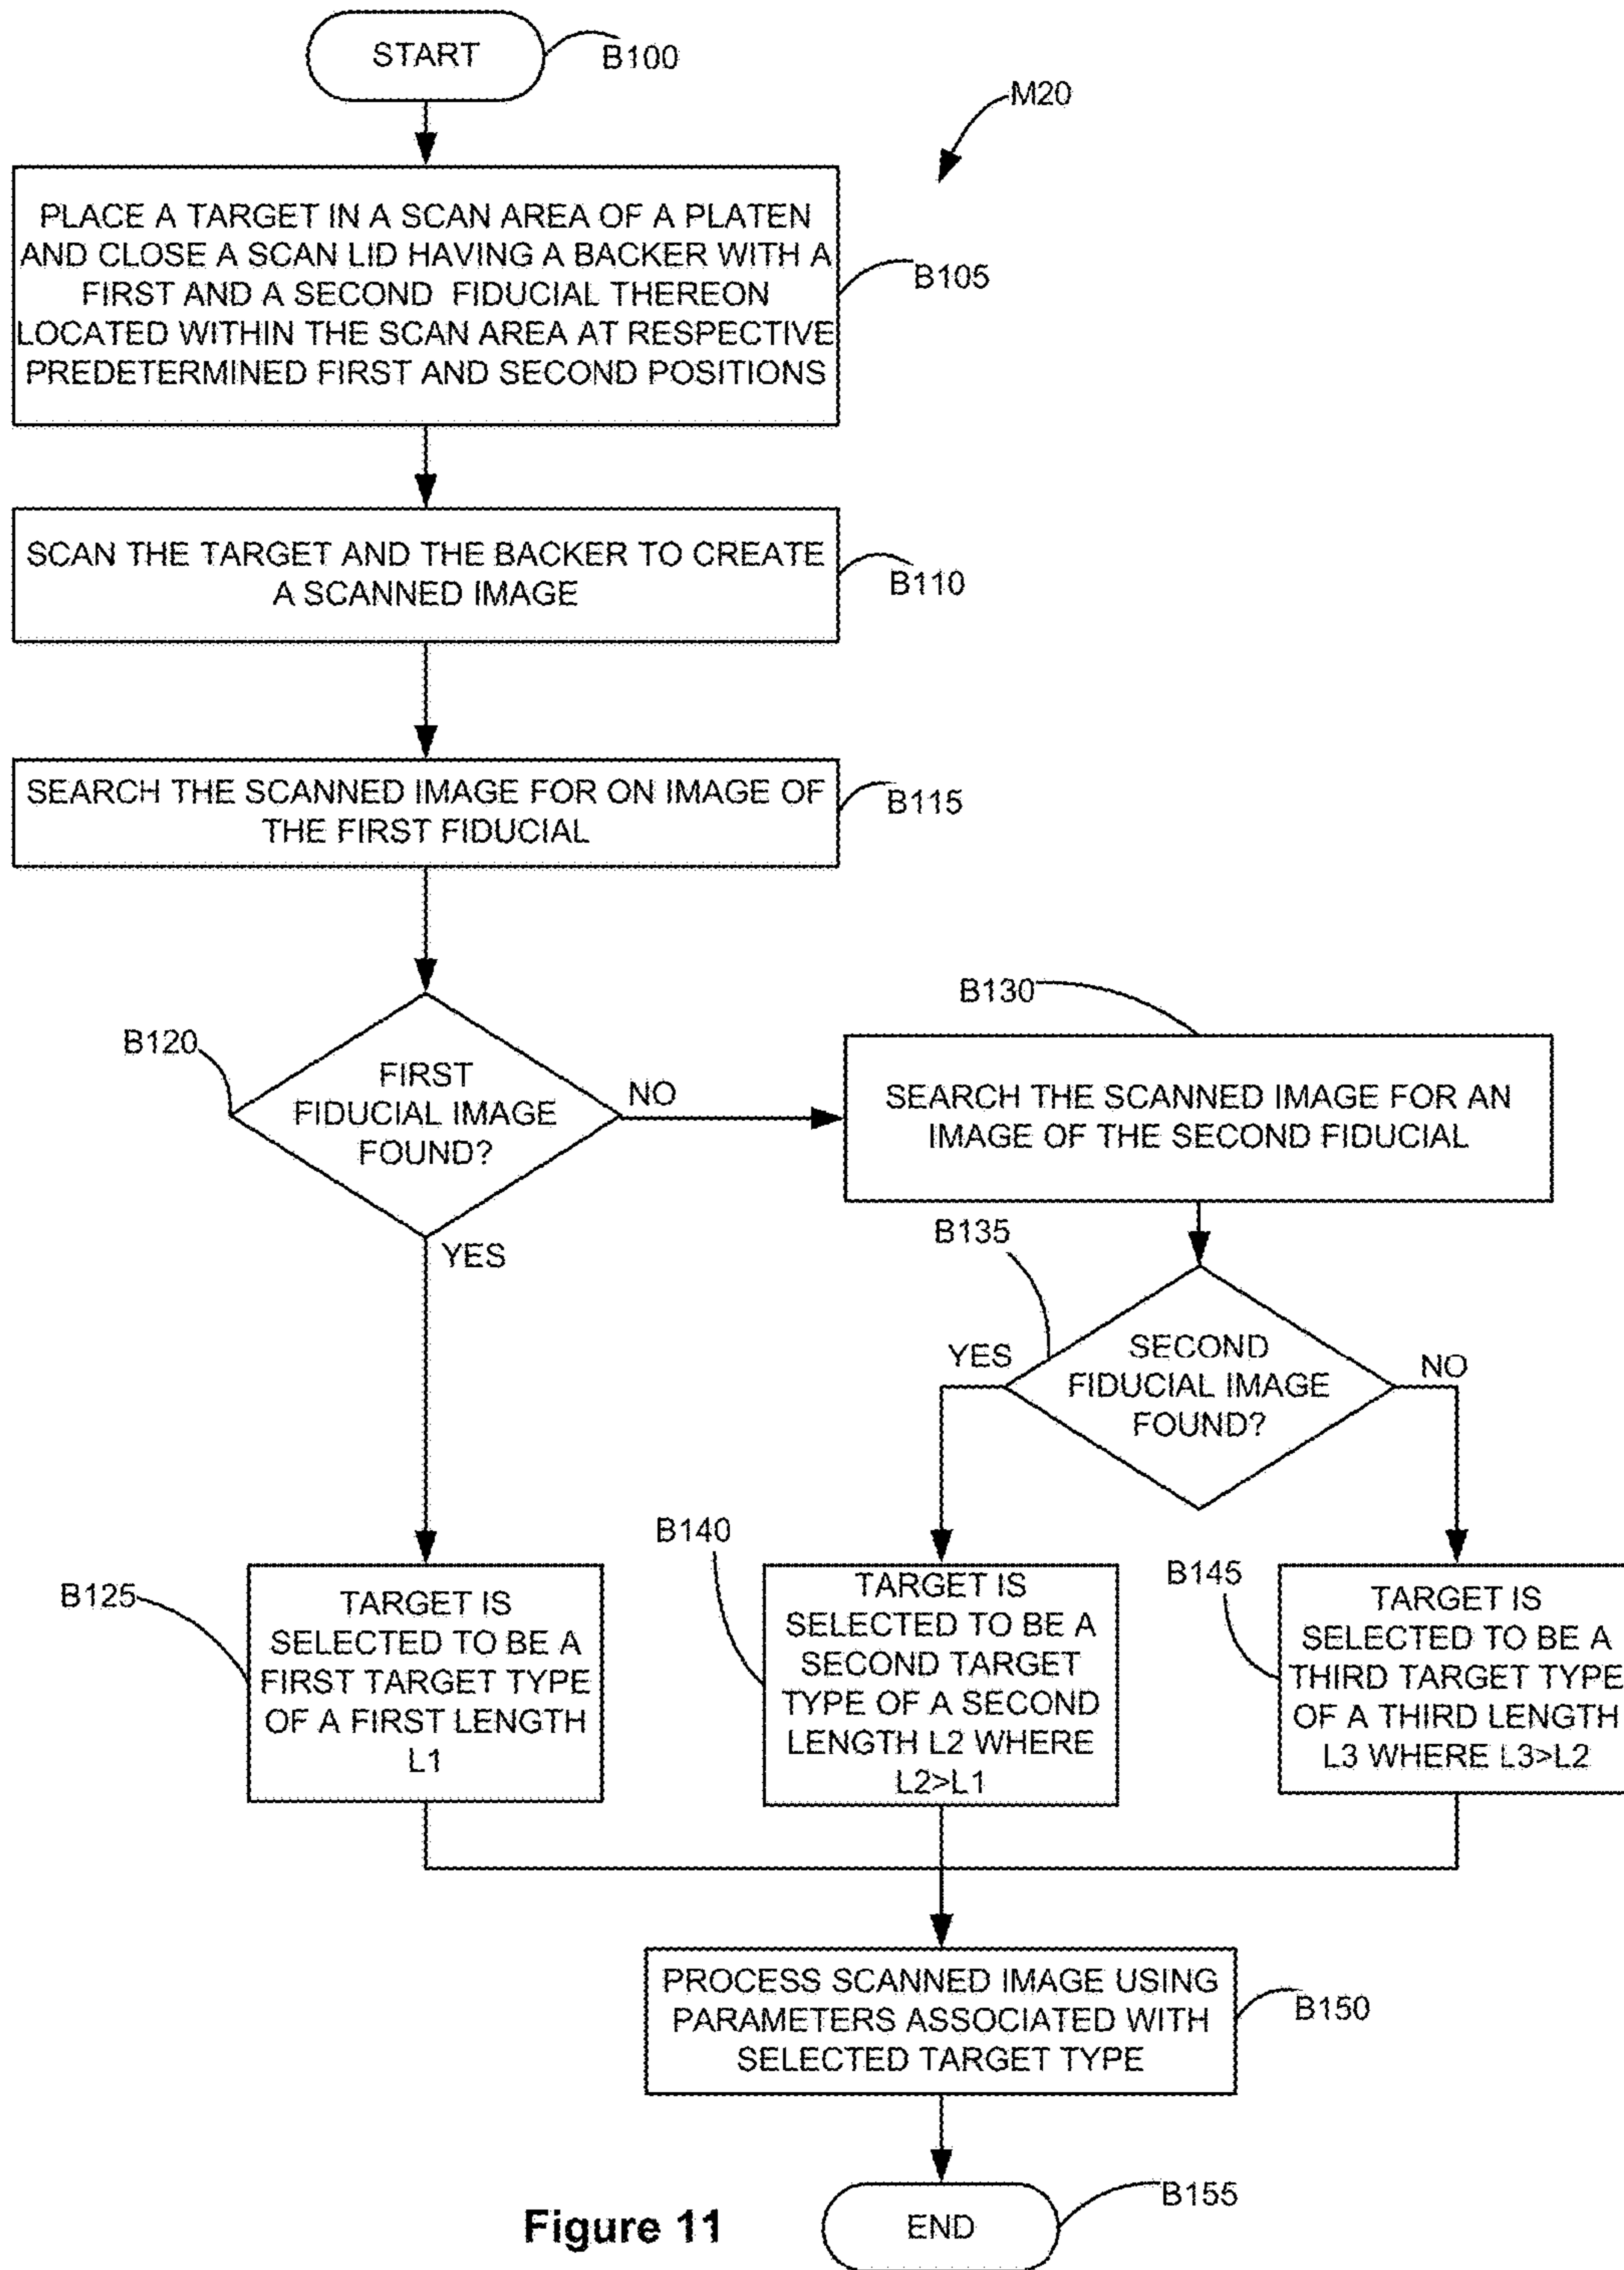 START
B100
M20
PLACE A TARGET IN A SCAN AREA OF A PLATEN
AND CLOSE A SCAN LID HAVING A BACKER WITH A
FIRST AND A SECOND FIDUCIAL THEREON
LOCATED WITHIN THE SCAN AREA AT RESPECTIVE
PREDETERMINED FIRST AND SECOND POSITIONS
B105
SCAN THE TARGET AND THE BACKER TO CREATE
A SCANNED IMAGE
B110
SEARCH THE SCANNED IMAGE FOR ON IMAGE OF
THE FIRST FIDUCIAL
B115
B120
FIRST
FIDUCIAL IMAGE
FOUND?
NO
YES
B130
SEARCH THE SCANNED IMAGE FOR AN
IMAGE OF THE SECOND FIDUCIAL
B135
SECOND
FIDUCIAL IMAGE
FOUND?
YES
NO
B125
TARGET IS
SELECTED TO BE A
FIRST TARGET TYPE
OF A FIRST LENGTH
L1
B140
TARGET IS
SELECTED TO BE A
SECOND TARGET
TYPE OF A SECOND
LENGTH L2 WHERE
L2>L1
B145
TARGET IS
SELECTED TO BE A
THIRD TARGET TYPE
OF A THIRD LENGTH
L3 WHERE L3>L2
PROCESS SCANNED IMAGE USING
PARAMETERS ASSOCIATED WITH
SELECTED TARGET TYPE
B150
END
B155
Figure 11